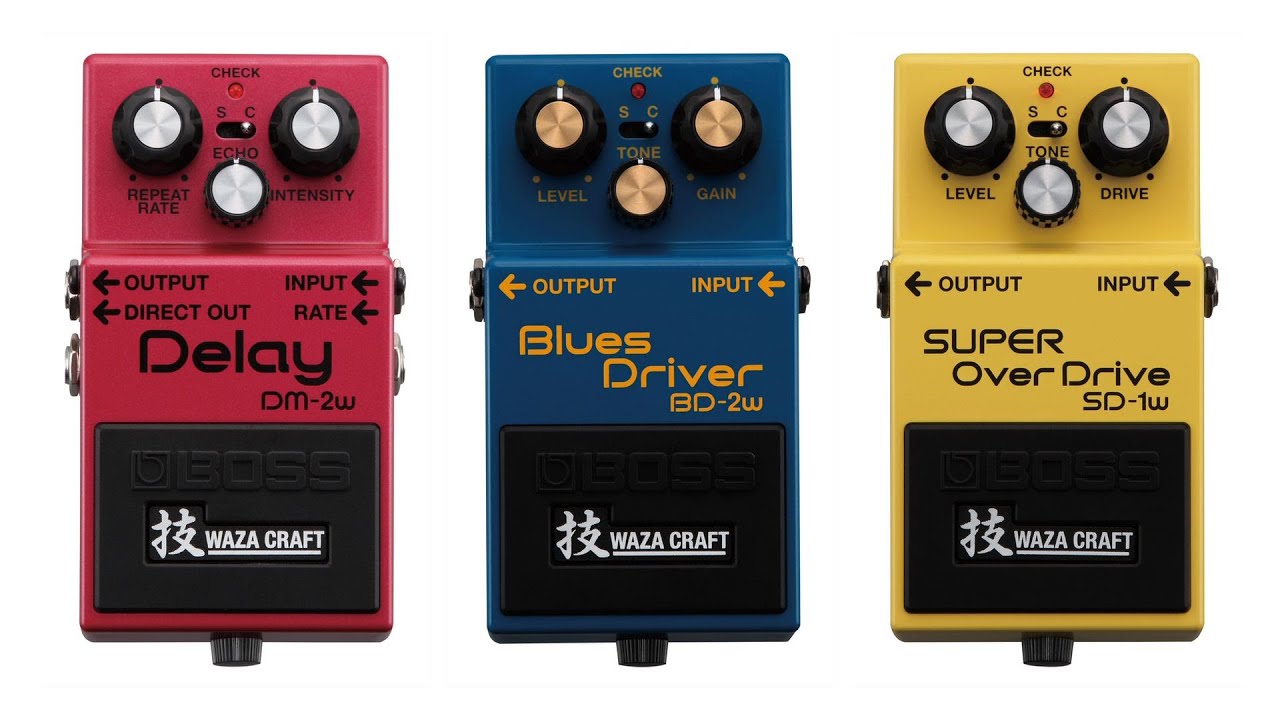 CHECK
S C
ECHO
REPEAT RATE
INTENSITY
OUTPUT INPUT
DIRECT OUT RATE
Delay
DM-2w
BOSS
技 WAZA CRAFT
CHECK
S C
TONE
LEVEL GAIN
OUTPUT INPUT
Blues
Driver
BD-2w
BOSS
技 WAZA CRAFT
CHECK
S C
TONE
LEVEL DRIVE
OUTPUT INPUT
SUPER
Over Drive
SD-1w
BOSS
技 WAZA CRAFT